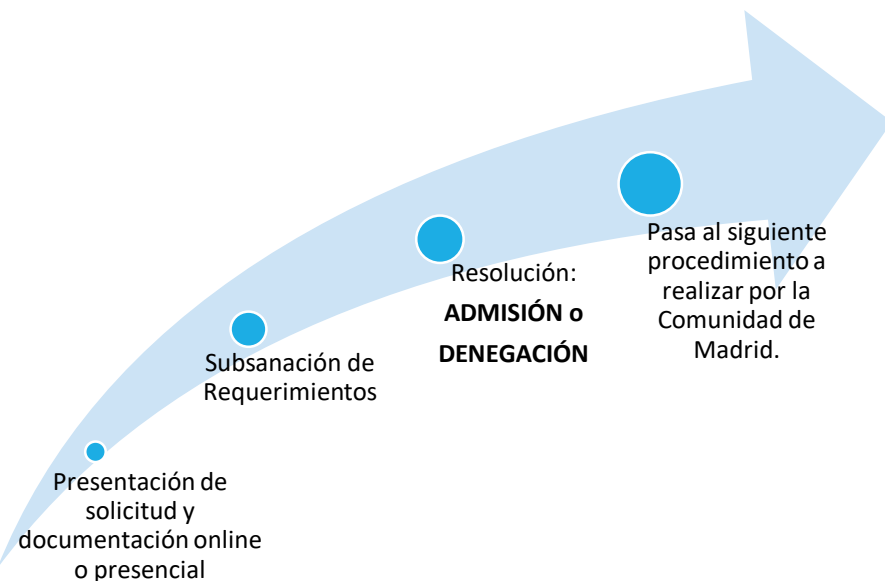 Presentación de
solicitud y
documentación online
o presencial
Subsanación de
Requerimientos
Resolución:
ADMISIÓN o
DENEGACIÓN
Pasa al siguiente
procedimiento a
realizar por la
Comunidad de
Madrid.